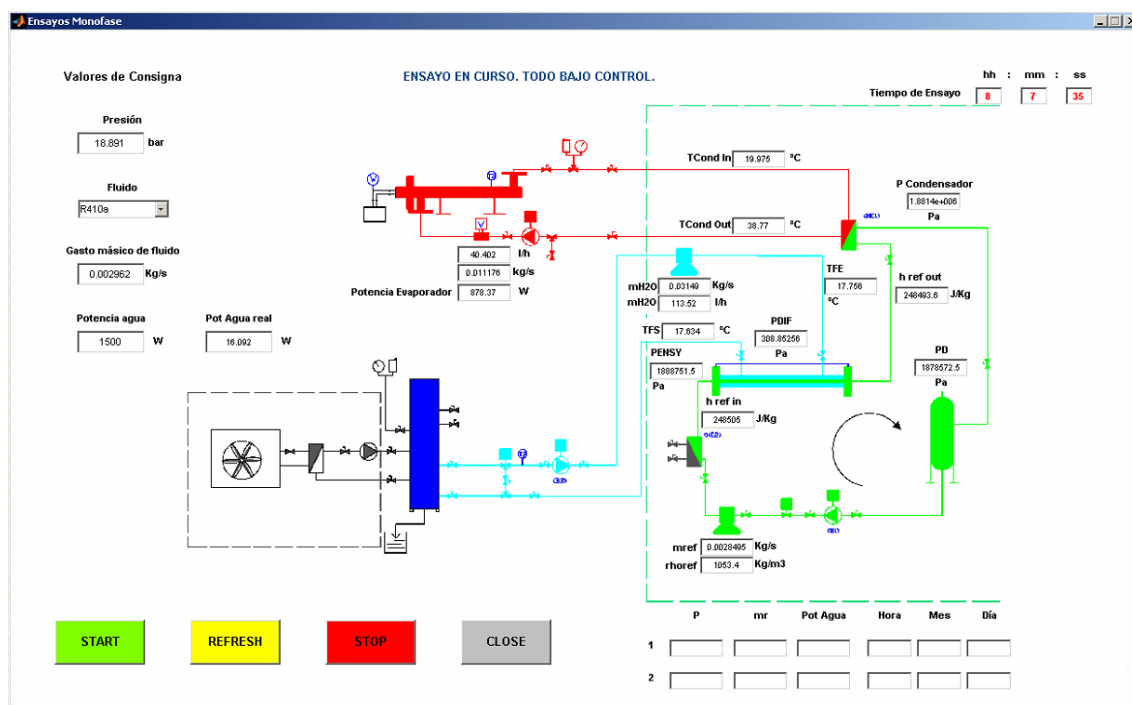 Ensayos Monofase
Valores de Consigna
ENSAYO EN CURSO. TODO BAJO CONTROL.
hh : mm : ss
Tiempo de Ensayo 8 7 35
Presión
18.891 bar
Fluido
R410a
Gasto másico de fluido
0.002962 Kg/s
Potencia agua
1500 W
Pot Agua real
16.092 W
TCond In 19.975 ºC
P Condensador
1.8814e+006
Pa
TCond Out 38.77 ºC
40.402 l/h
0.011176 kg/s
Potencia Evaporador 878.37 W
mH2O 0.03149 Kg/s
mH2O 113.52 l/h
TFE
17.756
ºC
h ref out
248493.6 J/Kg
TFS 17.634 ºC
PDIF
308.85256
Pa
PENSY
1888751.5
Pa
PD
1878572.5
Pa
h ref in
248505 J/Kg
mref 0.0028495 Kg/s
rhoref 1053.4 Kg/m3
START
REFRESH
STOP
CLOSE
P mr Pot Agua Hora Mes Día
1
2